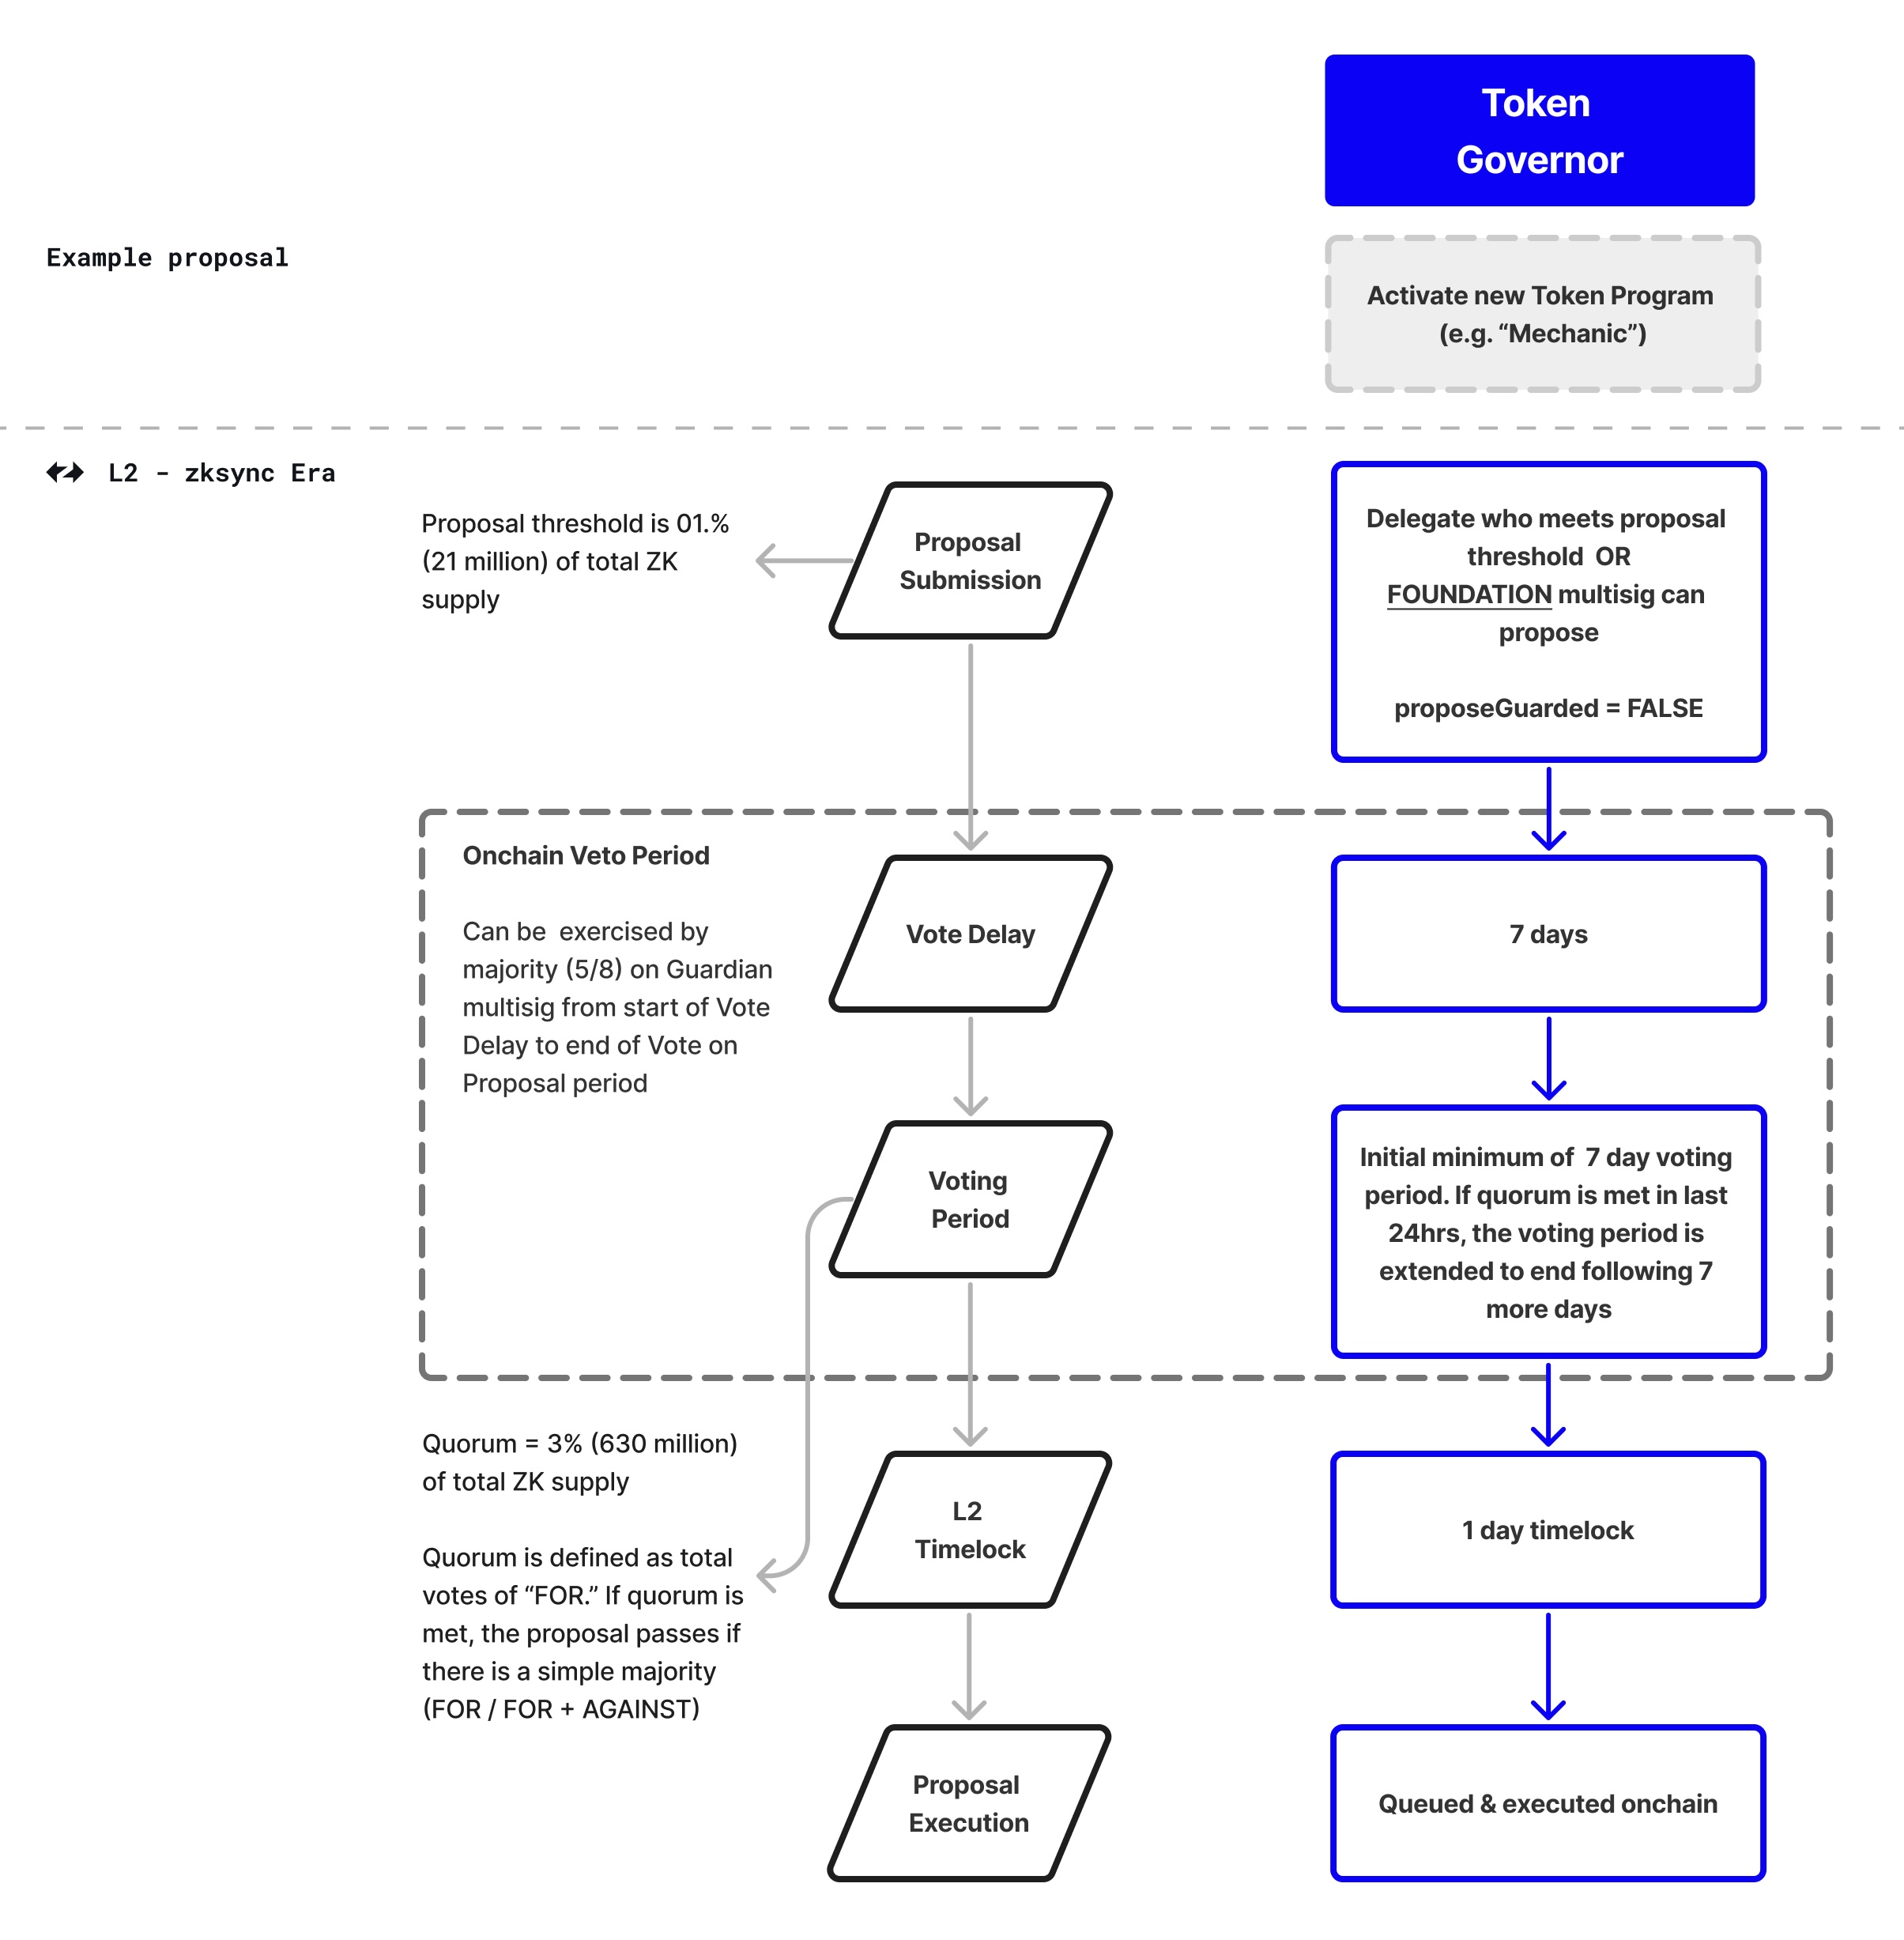 Token
Governor
Example proposal
Activate new Token Program
(e.g. “Mechanic”)
L2 - zksync Era
Proposal threshold is 01.%
(21 million) of total ZK
supply
Proposal
Submission
Delegate who meets proposal
threshold OR
FOUNDATION multisig can
propose
proposeGuarded = FALSE
Onchain Veto Period
Can be exercised by
majority (5/8) on Guardian
multisig from start of Vote
Delay to end of Vote on
Proposal period
Vote Delay
7 days
Voting
Period
Initial minimum of 7 day voting
period. If quorum is met in last
24hrs, the voting period is
extended to end following 7
more days
Quorum = 3% (630 million)
of total ZK supply
Quorum is defined as total
votes of “FOR.” If quorum is
met, the proposal passes if
there is a simple majority
(FOR / FOR + AGAINST)
L2
Timelock
1 day timelock
Proposal
Execution
Queued & executed onchain